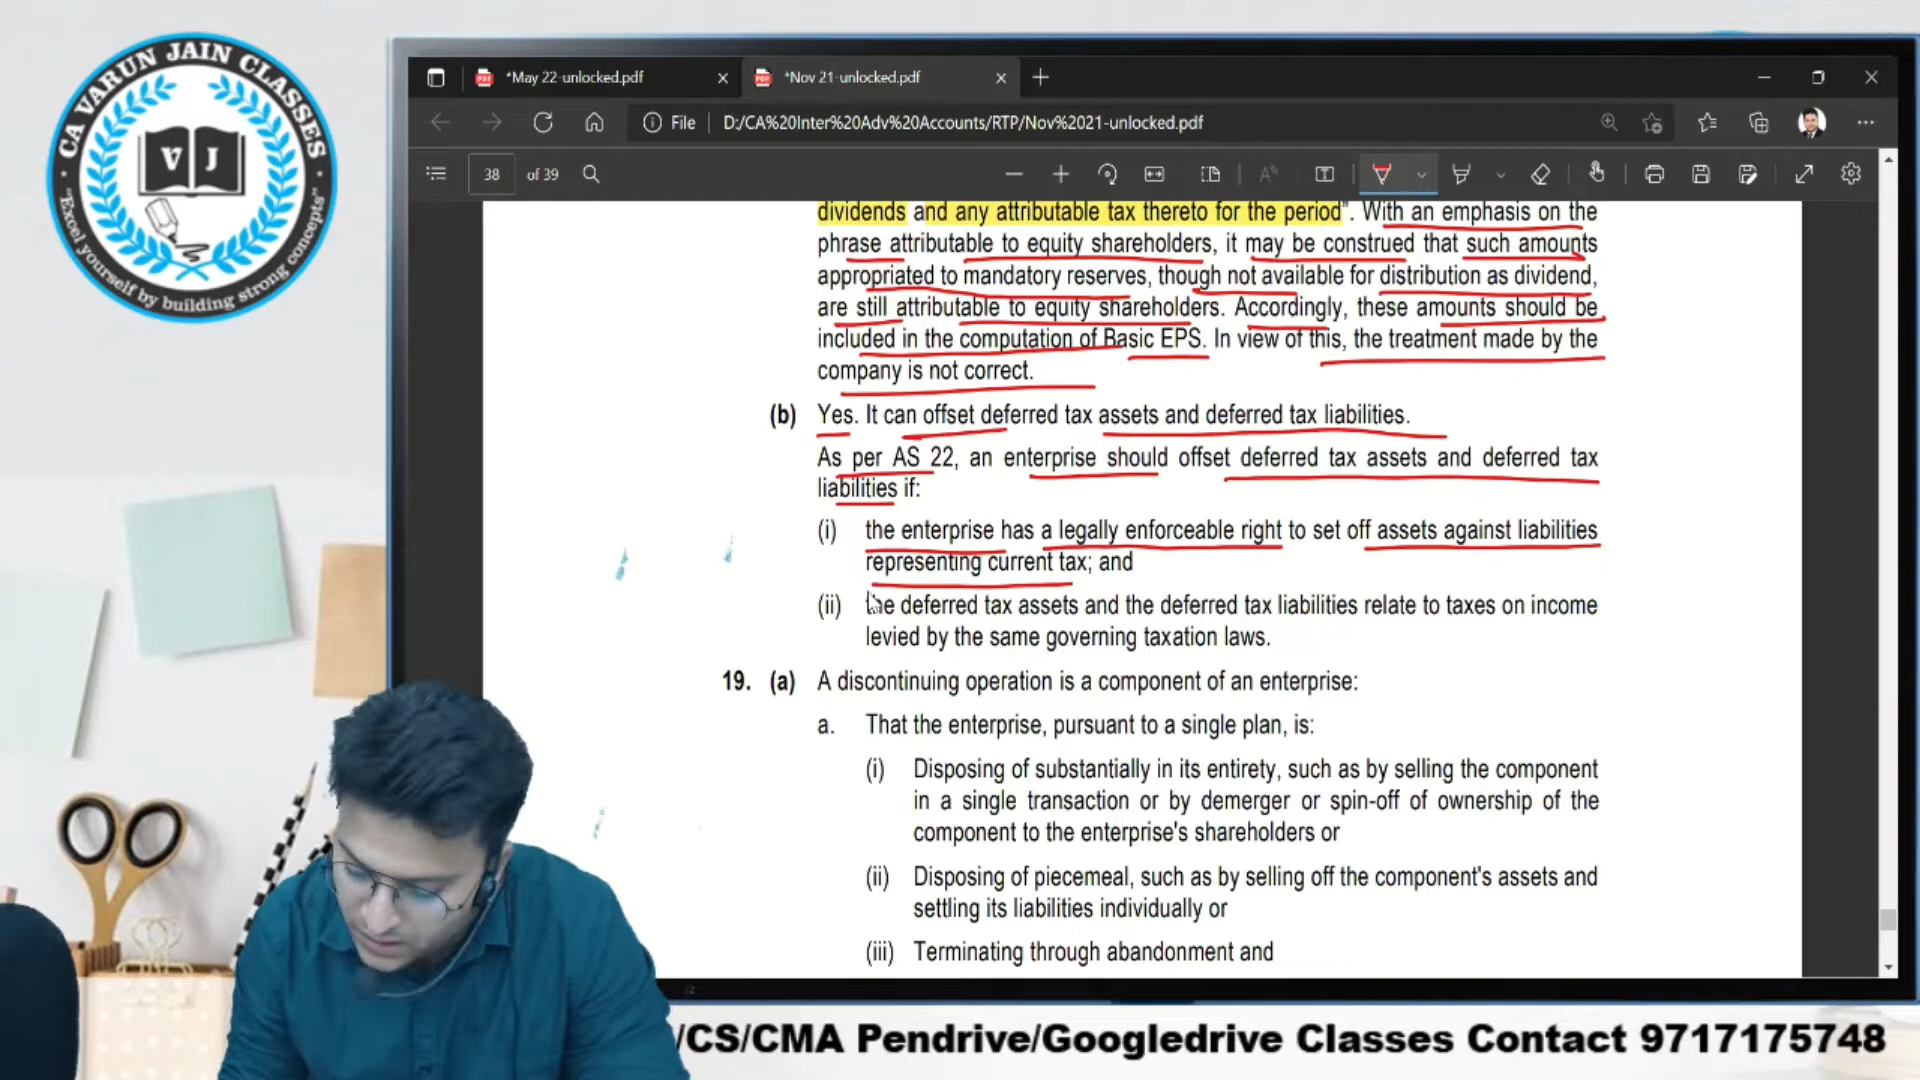 CA VARUN JAIN CLASSES
V J
"Excel yourself by building strong concepts"
*May 22-unlocked.pdf
*Nov 21-unlocked.pdf
File
D:/CA%20Inter%20Adv%20Accounts/RTP/Nov%2021-unlocked.pdf
38 of 39
dividends and any attributable tax thereto for the period". With an emphasis on the
phrase attributable to equity shareholders, it may be construed that such amounts
appropriated to mandatory reserves, though not available for distribution as dividend,
are still attributable to equity shareholders. Accordingly, these amounts should be
included in the computation of Basic EPS. In view of this, the treatment made by the
company is not correct.
(b) Yes. It can offset deferred tax assets and deferred tax liabilities.
As per AS 22, an enterprise should offset deferred tax assets and deferred tax
liabilities if:
(i) the enterprise has a legally enforceable right to set off assets against liabilities
representing current tax; and
(ii) the deferred tax assets and the deferred tax liabilities relate to taxes on income
levied by the same governing taxation laws.
19. (a) A discontinuing operation is a component of an enterprise:
a. That the enterprise, pursuant to a single plan, is:
(i) Disposing of substantially in its entirety, such as by selling the component
in a single transaction or by demerger or spin-off of ownership of the
component to the enterprise's shareholders or
(ii) Disposing of piecemeal, such as by selling off the component's assets and
settling its liabilities individually or
(iii) Terminating through abandonment and
/CS/CMA Pendrive/Googledrive Classes Contact 9717175748